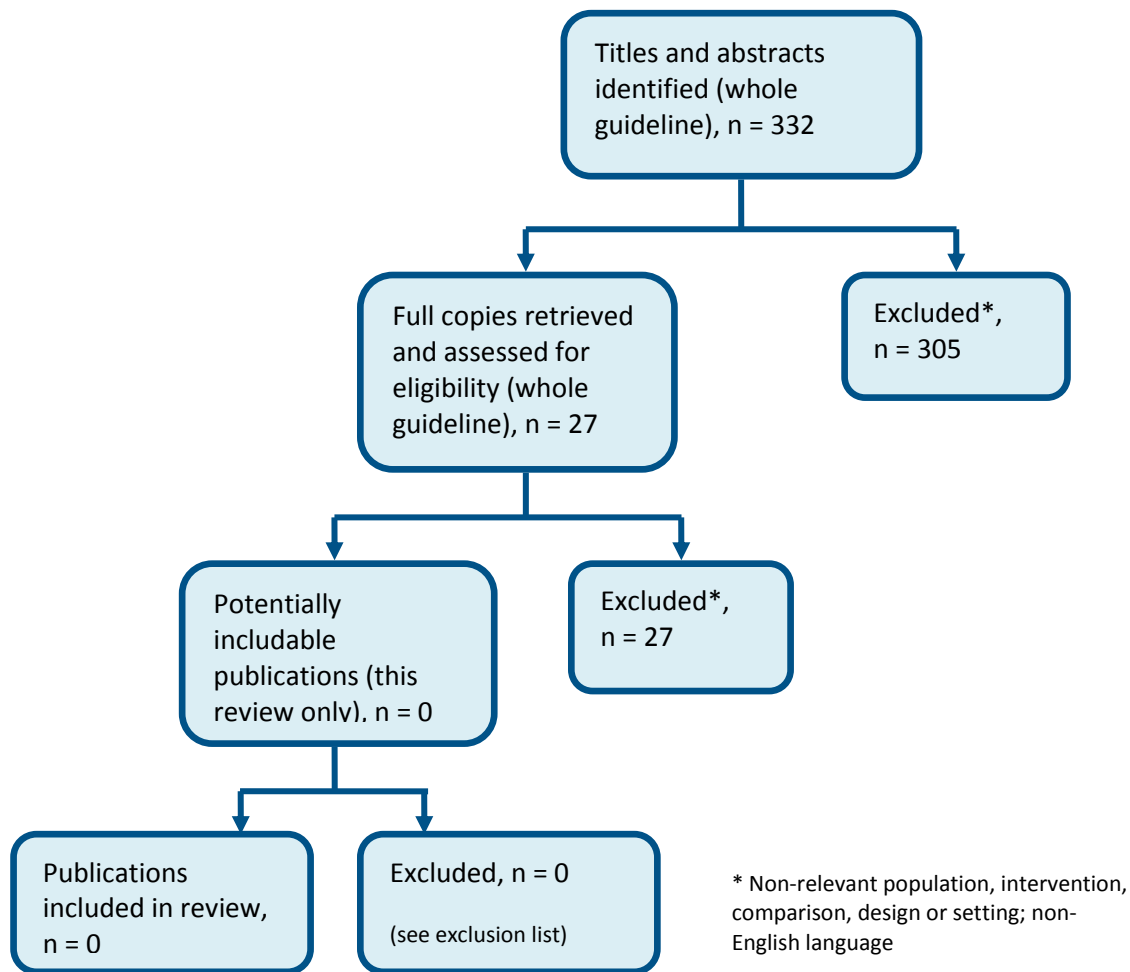 Titles and abstracts
identified (whole
guideline), n = 332
Full copies retrieved
and assessed for
eligibility (whole
guideline), n = 27
Excluded*,
n = 305
Potentially
includable
publications (this
review only), n = 0
Excluded*,
n = 27
Publications
included in review,
n = 0
Excluded, n = 0
(see exclusion list)
* Non-relevant population, intervention,
comparison, design or setting; non-
English language